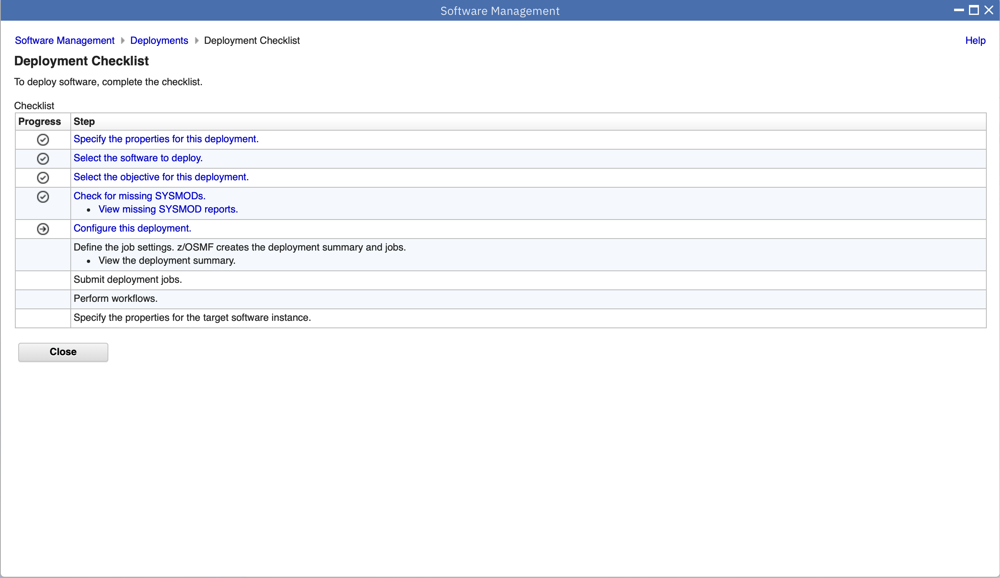 Software Management
Software Management Deployments Deployment Checklist Help
Deployment Checklist
To deploy software, complete the checklist.
Checklist
Progress Step
Specify the properties for this deployment.
Select the software to deploy.
Select the objective for this deployment.
Check for missing SYSMODs.
• View missing SYSMOD reports.
Configure this deployment.
Define the job settings. z/OSMF creates the deployment summary and jobs.
• View the deployment summary.
Submit deployment jobs.
Perform workflows.
Specify the properties for the target software instance.
Close